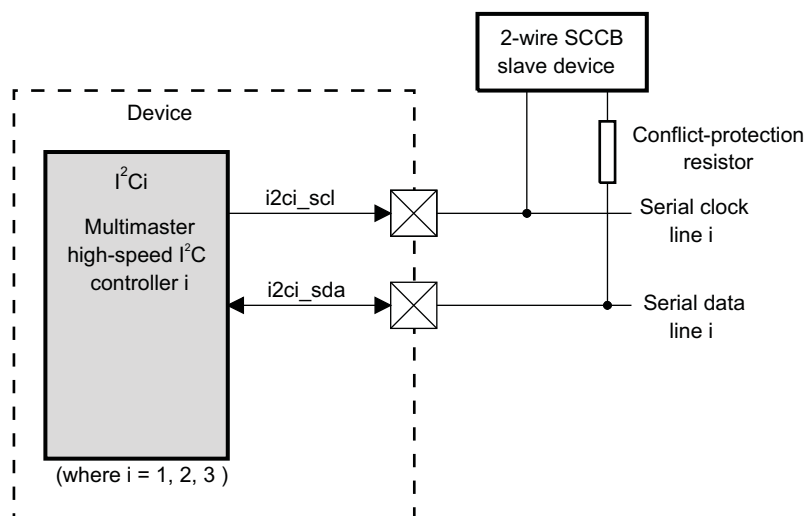 2-wire SCCB
slave device
Device
Conflict-protection
resistor
I²Ci
i2ci_scl
Serial clock
line i
Multimaster
high-speed I²C
controller i
i2ci_sda
Serial data
line i
(where i = 1, 2, 3 )